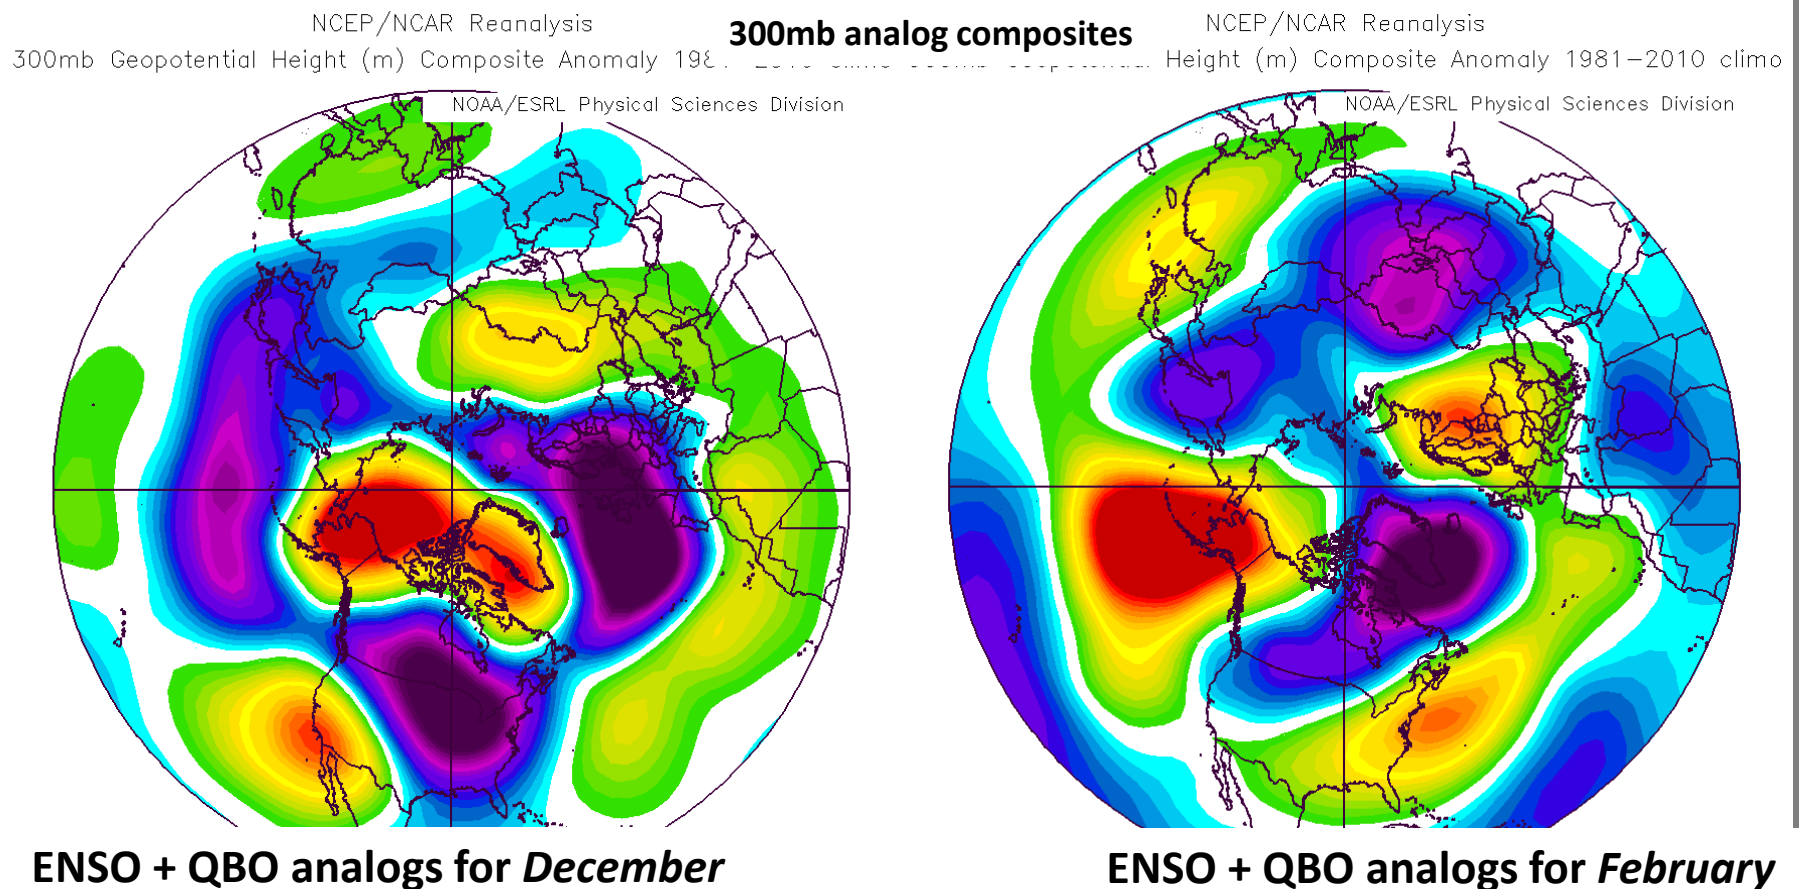 NCEP/NCAR Reanalysis
300mb Geopotential Height (m) Composite Anomaly
300mb analog composites
NCEP/NCAR Reanalysis
Height (m) Composite Anomaly 1981−2010 climo
NOAA/ESRL Physical Sciences Division
NOAA/ESRL Physical Sciences Division
ENSO + QBO analogs for December
ENSO + QBO analogs for February